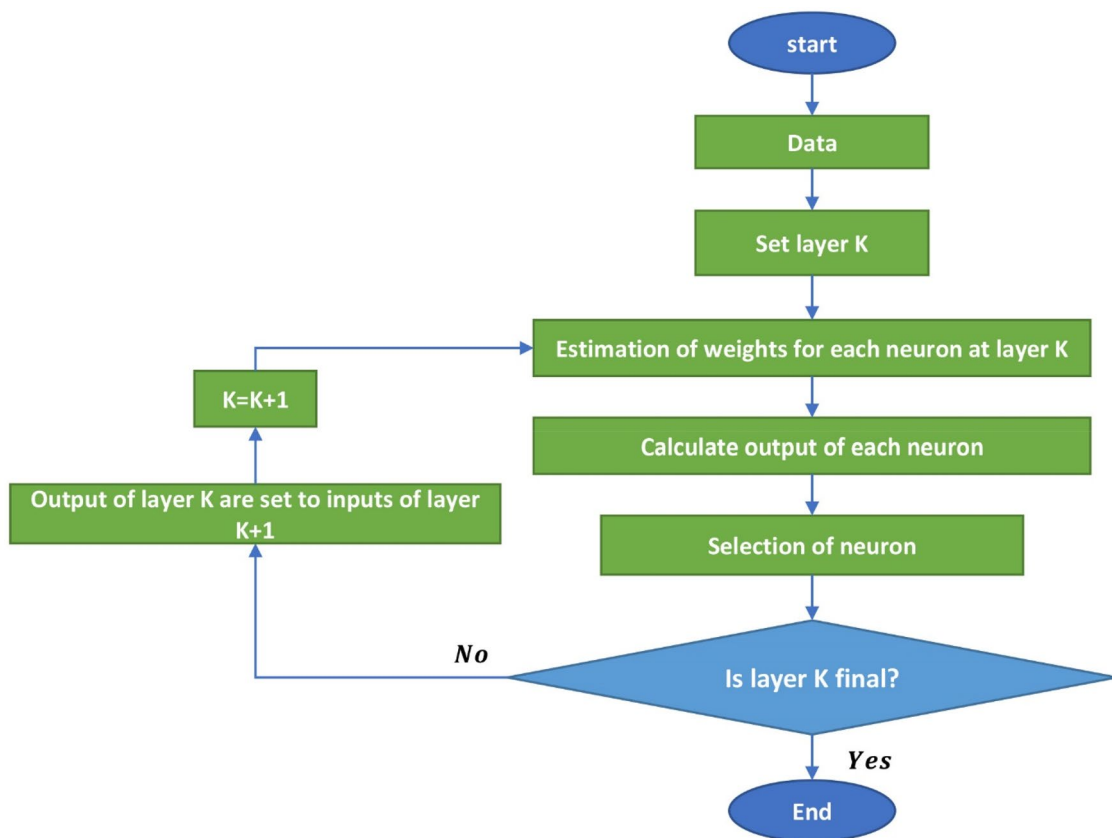 start
Data
Set layer K
Estimation of weights for each neuron at layer K
K=K+1
Calculate output of each neuron
Output of layer K are set to inputs of layer
K+1
Selection of neuron
No
Is layer K final?
Yes
End